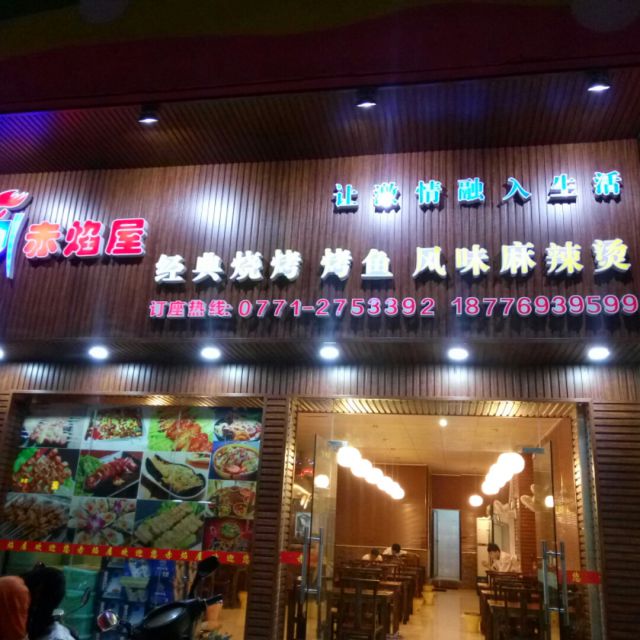 让激情融入生活
赤焰屋
经典烧烤 烤鱼 风味麻辣烫
订座热线:0771-2753392 18776939599